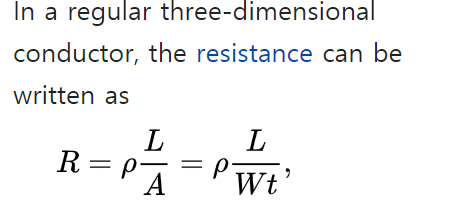 In a regular three-dimensional
conductor, the resistance can be
written as
R = ρ L/A = ρ L/Wt,